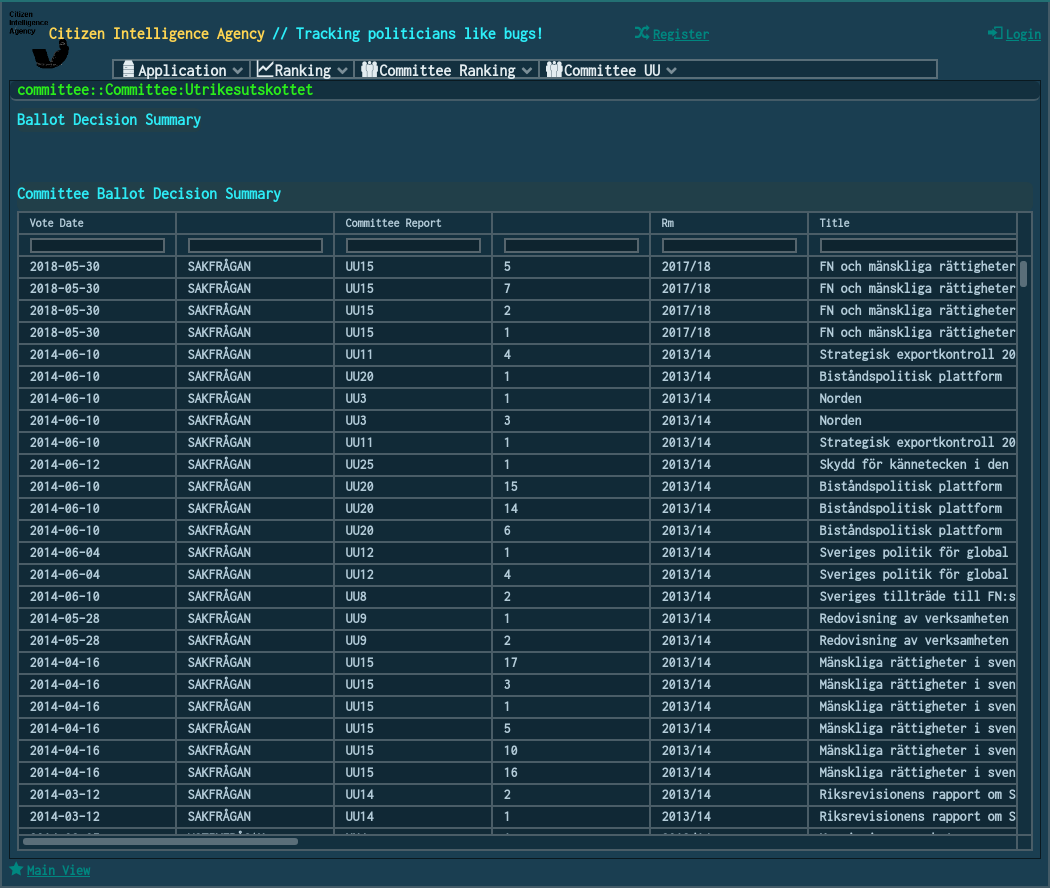 Citizen
Intelligence
Agency
Citizen Intelligence Agency // Tracking politicians like bugs!
Register
Login
Application
Ranking
Committee Ranking
Committee UU
committee::Committee:Utrikesutskottet
Ballot Decision Summary
Committee Ballot Decision Summary
Vote Date Committee Report Rm Title
2018-05-30 SAKFRÅGAN UU15 5 2017/18 FN och mänskliga rättigheter
2018-05-30 SAKFRÅGAN UU15 7 2017/18 FN och mänskliga rättigheter
2018-05-30 SAKFRÅGAN UU15 2 2017/18 FN och mänskliga rättigheter
2018-05-30 SAKFRÅGAN UU15 1 2017/18 FN och mänskliga rättigheter
2014-06-10 SAKFRÅGAN UU11 4 2013/14 Strategisk exportkontroll 20
2014-06-10 SAKFRÅGAN UU20 1 2013/14 Biståndspolitisk plattform
2014-06-10 SAKFRÅGAN UU3 1 2013/14 Norden
2014-06-10 SAKFRÅGAN UU3 3 2013/14 Norden
2014-06-10 SAKFRÅGAN UU11 1 2013/14 Strategisk exportkontroll 20
2014-06-12 SAKFRÅGAN UU25 1 2013/14 Skydd för kännetecken i den
2014-06-10 SAKFRÅGAN UU20 15 2013/14 Biståndspolitisk plattform
2014-06-10 SAKFRÅGAN UU20 14 2013/14 Biståndspolitisk plattform
2014-06-10 SAKFRÅGAN UU20 6 2013/14 Biståndspolitisk plattform
2014-06-04 SAKFRÅGAN UU12 1 2013/14 Sveriges politik för global
2014-06-04 SAKFRÅGAN UU12 4 2013/14 Sveriges politik för global
2014-06-10 SAKFRÅGAN UU8 2 2013/14 Sveriges tillträde till FN:s
2014-05-28 SAKFRÅGAN UU9 1 2013/14 Redovisning av verksamheten
2014-05-28 SAKFRÅGAN UU9 2 2013/14 Redovisning av verksamheten
2014-04-16 SAKFRÅGAN UU15 17 2013/14 Mänskliga rättigheter i sven
2014-04-16 SAKFRÅGAN UU15 3 2013/14 Mänskliga rättigheter i sven
2014-04-16 SAKFRÅGAN UU15 1 2013/14 Mänskliga rättigheter i sven
2014-04-16 SAKFRÅGAN UU15 5 2013/14 Mänskliga rättigheter i sven
2014-04-16 SAKFRÅGAN UU15 10 2013/14 Mänskliga rättigheter i sven
2014-04-16 SAKFRÅGAN UU15 16 2013/14 Mänskliga rättigheter i sven
2014-03-12 SAKFRÅGAN UU14 2 2013/14 Riksrevisionens rapport om S
2014-03-12 SAKFRÅGAN UU14 1 2013/14 Riksrevisionens rapport om S
Main View